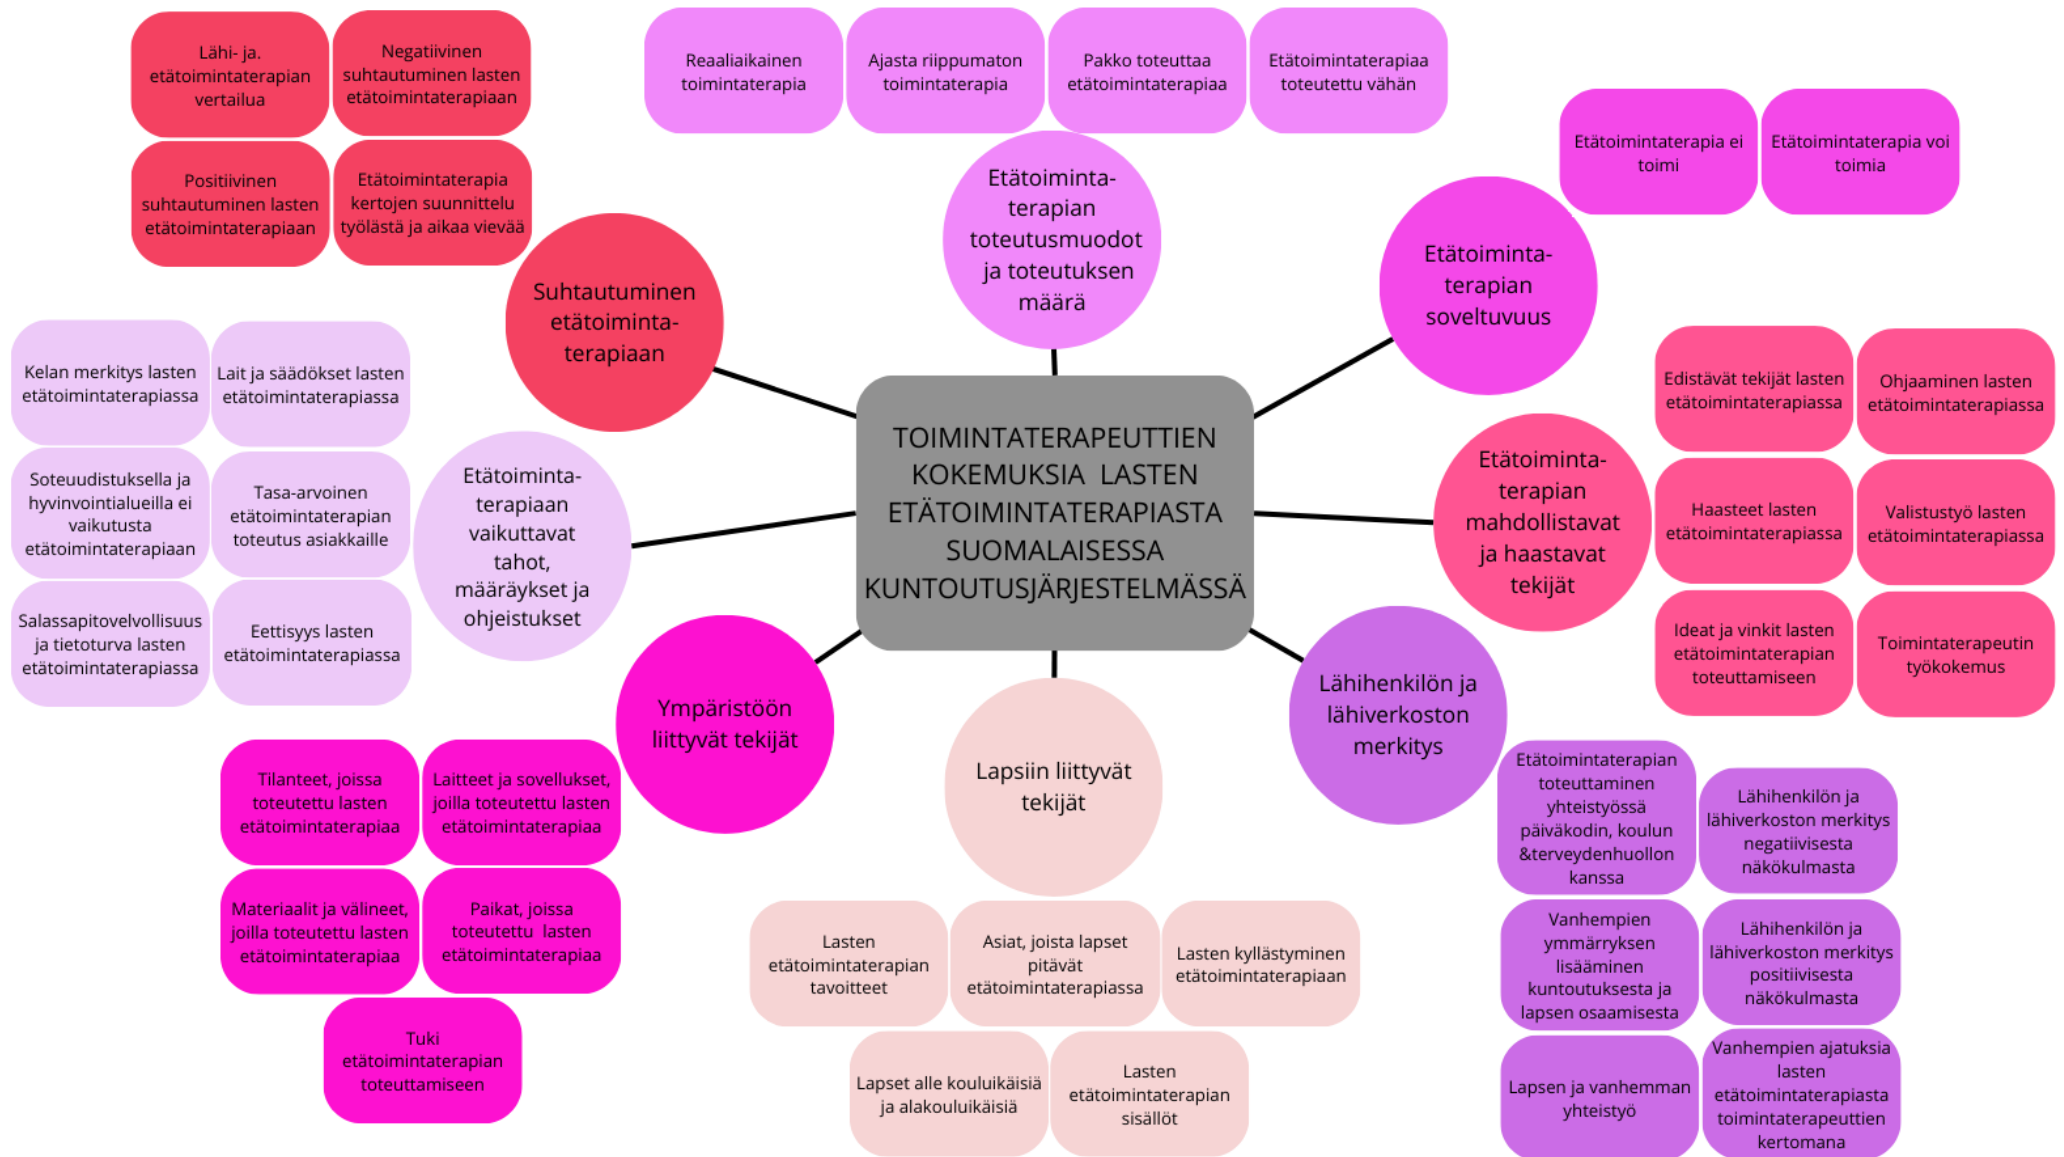 TOIMINTATERAPEUTTIEN
KOKEMUKSIA LASTEN
ETÄTOIMINTATERAPIASTA
SUOMALAISESSA
KUNTOUTUSJÄRJESTELMÄSSÄ
Suhtautuminen
etätoiminta-
terapiaan
Lähi- ja.
etätoimintaterapian
vertailua
Negatiivinen
suhtautuminen lasten
etätoimintaterapiaan
Positiivinen
suhtautuminen lasten
etätoimintaterapiaan
Etätoimintaterapia
kertojen suunnittelu
työlästä ja aikaa vievää
Etätoiminta-
terapian
toteutusmuodot
ja toteutuksen
määrä
Reaaliaikainen
toimintaterapia
Ajasta riippumaton
toimintaterapia
Pakko toteuttaa
etätoimintaterapiaa
Etätoimintaterapiaa
toteutettu vähän
Etätoiminta-
terapian
soveltuvuus
Etätoimintaterapia ei
toimi
Etätoimintaterapia voi
toimia
Etätoiminta-
terapian
mahdollistavat
ja haastavat
tekijät
Edistävät tekijät lasten
etätoimintaterapiassa
Ohjaaminen lasten
etätoimintaterapiassa
Haasteet lasten
etätoimintaterapiassa
Valistustyö lasten
etätoimintaterapiassa
Ideat ja vinkit lasten
etätoimintaterapian
toteuttamiseen
Toimintaterapeutin
työkokemus
Lähihenkilön ja
lähiverkoston
merkitys
Etätoimintaterapian
toteuttaminen
yhteistyössä
päiväkodin, koulun
&terveydenhuollon
kanssa
Lähihenkilön ja
lähiverkoston merkitys
negatiivisesta
näkökulmasta
Vanhempien
ymmärryksen
lisääminen
kuntoutuksesta ja
lapsen osaamisesta
Lähihenkilön ja
lähiverkoston merkitys
positiivisesta
näkökulmasta
Lapsen ja vanhemman
yhteistyö
Vanhempien ajatuksia
lasten
etätoimintaterapiasta
toimintaterapeuttien
kertomana
Lapsiin liittyvät
tekijät
Lasten
etätoimintaterapian
tavoitteet
Asiat, joista lapset
pitävät
etätoimintaterapiassa
Lasten kyllästyminen
etätoimintaterapiaan
Lapset alle kouluikäisiä
ja alakouluikäisiä
Lasten
etätoimintaterapian
sisällöt
Ympäristöön
liittyvät tekijät
Tilanteet, joissa
toteutettu lasten
etätoimintaterapiaa
Laitteet ja sovellukset,
joilla toteutettu lasten
etätoimintaterapiaa
Materiaalit ja välineet,
joilla toteutettu lasten
etätoimintaterapiaa
Paikat, joissa
toteutettu lasten
etätoimintaterapiaa
Tuki
etätoimintaterapian
toteuttamiseen
Etätoiminta-
terapiaan
vaikuttavat
tahot,
määräykset ja
ohjeistukset
Kelan merkitys lasten
etätoimintaterapiassa
Lait ja säädökset lasten
etätoimintaterapiassa
Soteuudistuksella ja
hyvinvointialueilla ei
vaikutusta
etätoimintaterapiaan
Tasa-arvoinen
etätoimintaterapian
toteutus asiakkaille
Salassapitovelvollisuus
ja tietoturva lasten
etätoimintaterapiassa
Eettisyys lasten
etätoimintaterapiassa